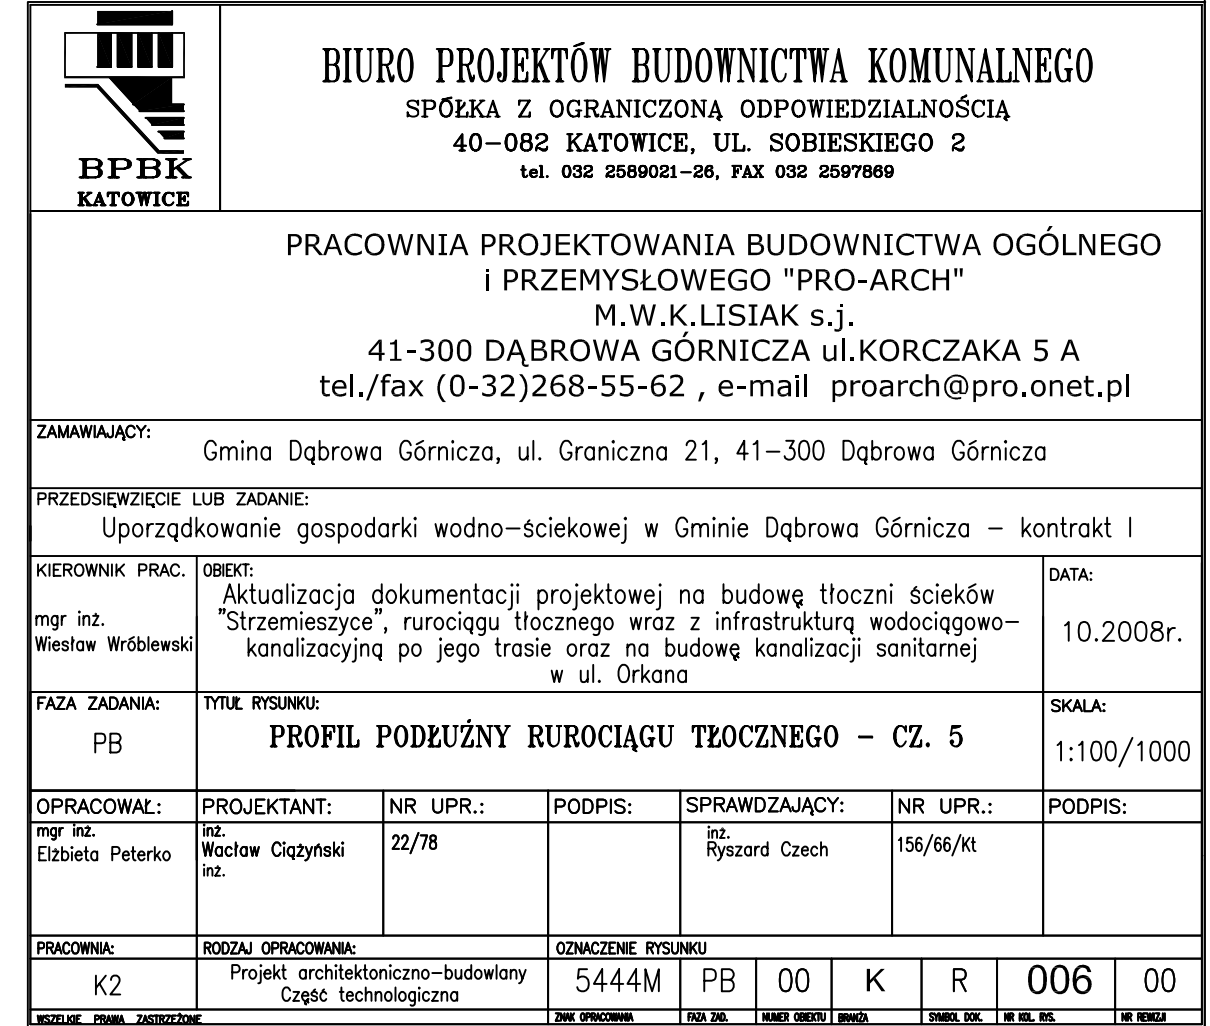 BPBK
KATOWICE
BIURO PROJEKTÓW BUDOWNICTWA KOMUNALNEGO
SPÓŁKA Z OGRANICZONĄ ODPOWIEDZIALNOŚCIĄ
40-082 KATOWICE, UL. SOBIESKIEGO 2
tel. 032 2589021-26, FAX 032 2597869
PRACOWNIA PROJEKTOWANIA BUDOWNICTWA OGÓLNEGO
i PRZEMYSŁOWEGO "PRO-ARCH"
M.W.K.LISIAK s.j.
41-300 DĄBROWA GÓRNICZA ul.KORCZAKA 5 A
tel./fax (0-32)268-55-62 , e-mail proarch@pro.onet.pl
ZAMAWIAJĄCY:
Gmina Dąbrowa Górnicza, ul. Graniczna 21, 41-300 Dąbrowa Górnicza
PRZEDSIĘWZIĘCIE LUB ZADANIE:
Uporządkowanie gospodarki wodno-ściekowej w Gminie Dąbrowa Górnicza - kontrakt I
KIEROWNIK PRAC.
mgr inż.
Wiesław Wróblewski
OBIEKT:
Aktualizacja dokumentacji projektowej na budowę tłoczni ścieków
"Strzemieszyce", rurociągu tłocznego wraz z infrastrukturą wodociągowo-
kanalizacyjną po jego trasie oraz na budowę kanalizacji sanitarnej
w ul. Orkana
DATA:
10.2008r.
FAZA ZADANIA:
PB
TYTUŁ RYSUNKU:
PROFIL PODŁUŹNY RUROCIĄGU TŁOCZNEGO - CZ. 5
SKALA:
1:100/1000
OPRACOWAŁ: PROJEKTANT: NR UPR.: PODPIS: SPRAWDZAJĄCY: NR UPR.: PODPIS:
mgr inż.
Elżbieta Peterko
inż.
Wacław Ciążyński
inż.
22/78
inż.
Ryszard Czech
156/66/Kt
PRACOWNIA:
K2
RODZAJ OPRACOWANIA:
Projekt architektoniczno-budowlany
Część technologiczna
OZNACZENIE RYSUNKU
5444M PB 00 K R 006 00
WSZELKIE PRAWA ZASTRZEŻONE
ZNAK OPRACOWANIA FAZA ZAD. NUMER OBIEKTU BRANŻA SYMBOL DOK. NR KOL. RYS. NR REWIZJI